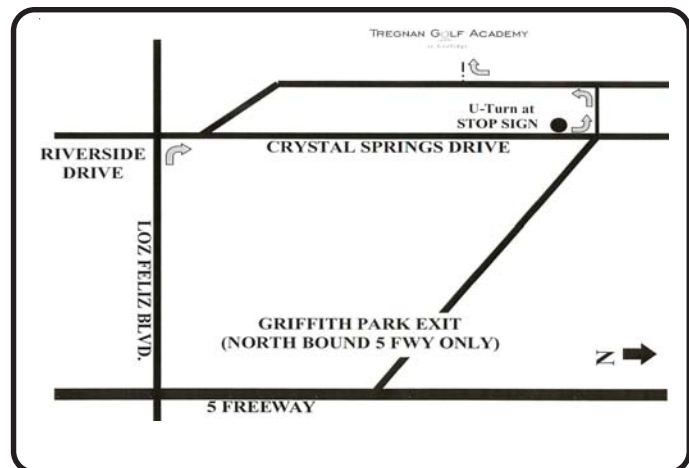 TREGNAN GOLF ACADEMY
U-Turn at
STOP SIGN
CRYSTAL SPRINGS DRIVE
RIVERSIDE
DRIVE
LOZ FELIZ BLVD.
GRIFFITH PARK EXIT
(NORTH BOUND 5 FWY ONLY)
N
5 FREEWAY